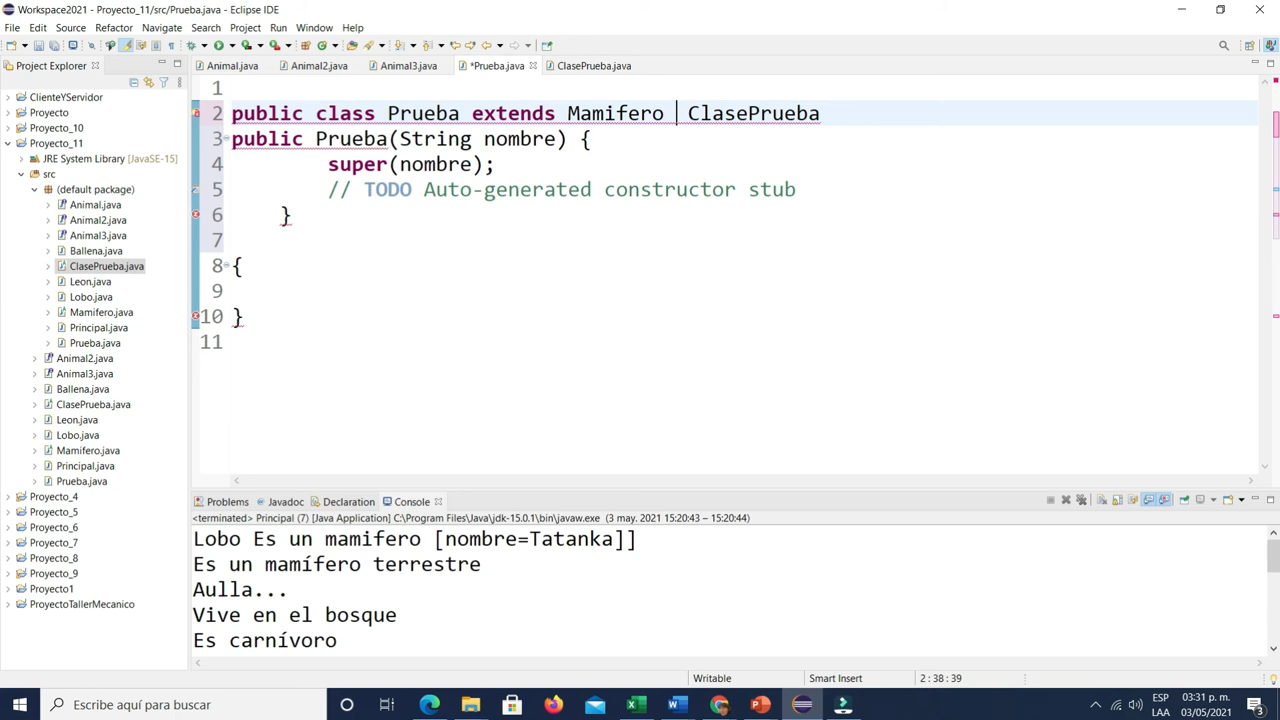 Workspace2021 - Proyecto_11/src/Prueba.java - Eclipse IDE
File Edit Source Refactor Navigate Search Project Run Window Help
Project Explorer
Animal.java Animal2.java Animal3.java *Prueba.java ClasePrueba.java
ClienteYServidor
Proyecto
Proyecto_10
Proyecto_11
JRE System Library [JavaSE-15]
src
(default package)
Animal.java
Animal2.java
Animal3.java
Ballena.java
ClasePrueba.java
Leon.java
Lobo.java
Mamifero.java
Principal.java
Prueba.java
Animal2.java
Animal3.java
Ballena.java
ClasePrueba.java
Leon.java
Lobo.java
Mamifero.java
Principal.java
Prueba.java
Proyecto_4
Proyecto_5
Proyecto_6
Proyecto_7
Proyecto_8
Proyecto_9
Proyecto1
ProyectoTallerMecanico
1
2 public class Prueba extends Mamifero ClasePrueba
3 public Prueba(String nombre) {
4 super(nombre);
5 // TODO Auto-generated constructor stub
6 }
7
8 {
9
10 }
11
Problems Javadoc Declaration Console
<terminated> Principal (7) [Java Application] C:\Program Files\Java\jdk-15.0.1\bin\javaw.exe (3 may. 2021 15:20:43 – 15:20:44)
Lobo Es un mamifero [nombre=Tatanka]]
Es un mamífero terrestre
Aulla...
Vive en el bosque
Es carnívoro
Writable Smart Insert 2 : 38 : 39
Escribe aquí para buscar
ESP
LAA
03:31 p. m.
03/05/2021
3